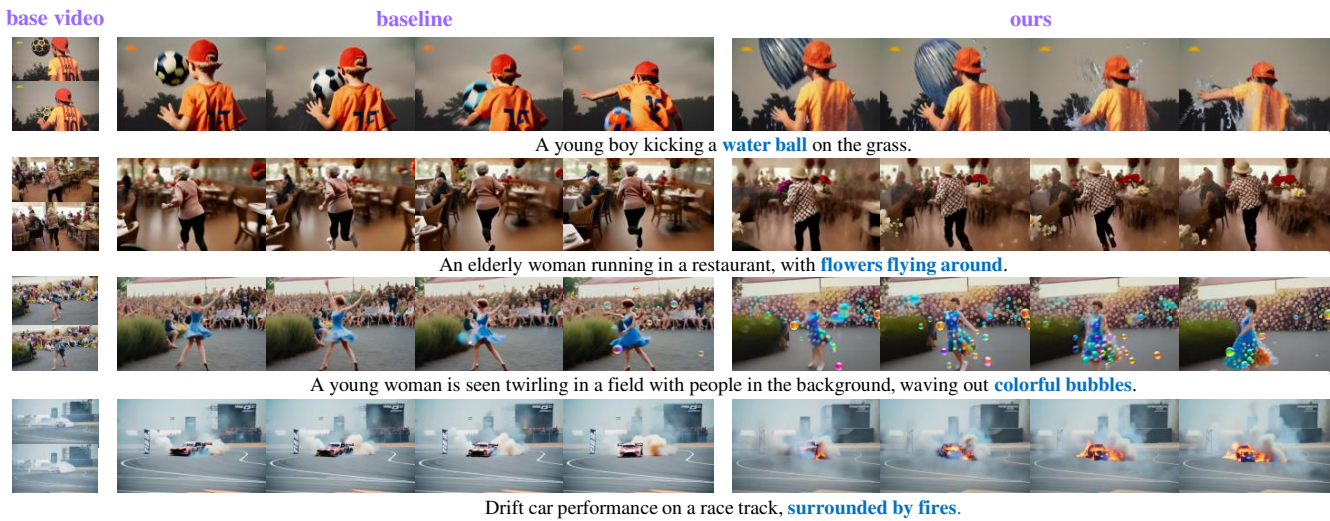 base video
baseline
ours
A young boy kicking a water ball on the grass.
An elderly woman running in a restaurant, with flowers flying around.
A young woman is seen twirling in a field with people in the background, waving out colorful bubbles.
Drift car performance on a race track, surrounded by fires.